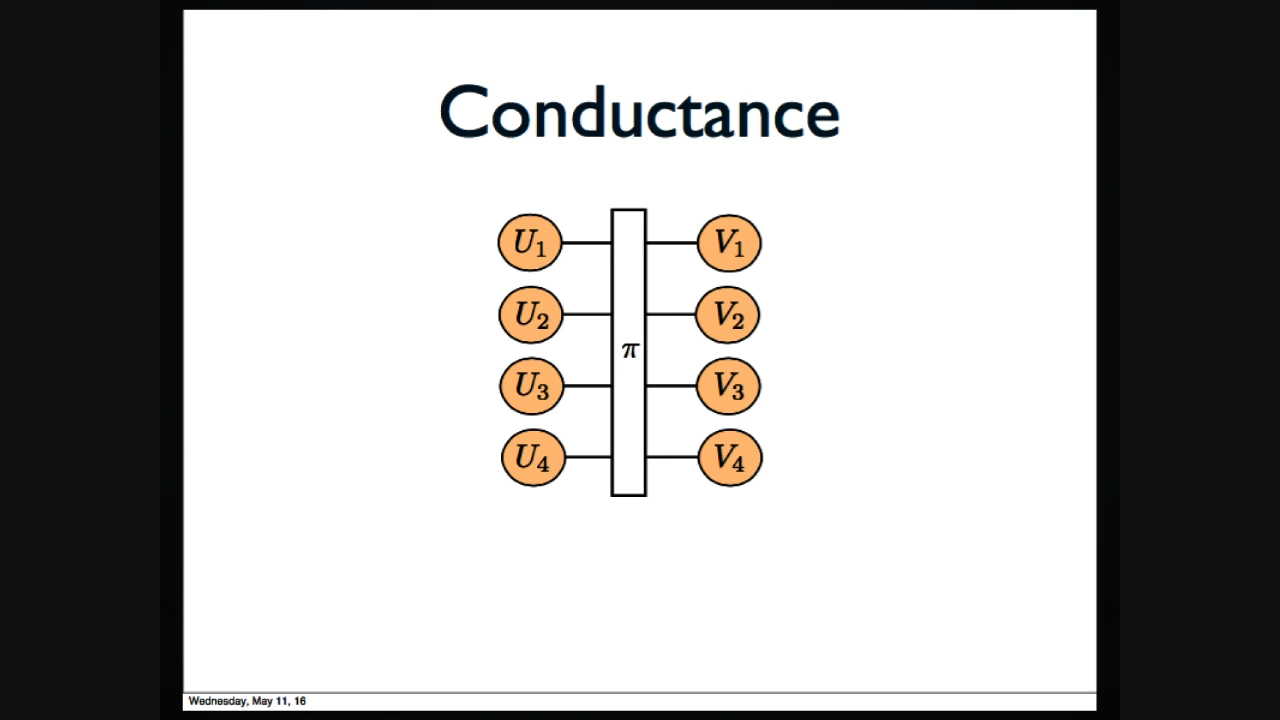 Conductance
U1 V1
U2 V2
π
U3 V3
U4 V4
Wednesday, May 11, 16